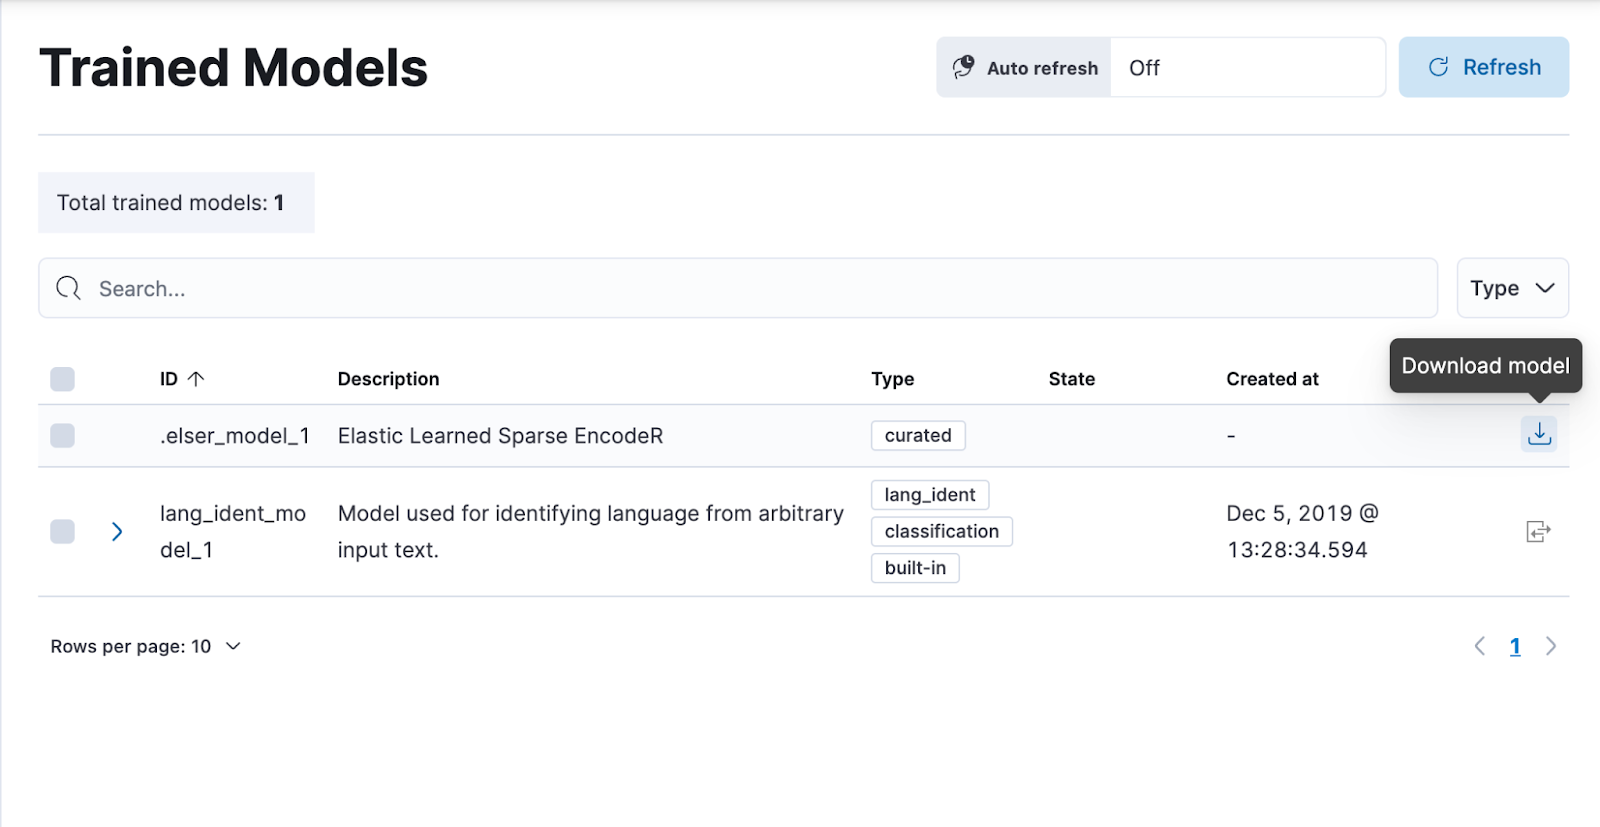 Trained Models
Auto refresh
Off
Refresh
Total trained models: 1
Search...
Type
Download model
ID
Description
Type
State
Created at
.elser_model_1
Elastic Learned Sparse EncodeR
curated
-
lang_ident_mo
del_1
Model used for identifying language from arbitrary
input text.
lang_ident
classification
built-in
Dec 5, 2019 @
13:28:34.594
Rows per page: 10
1